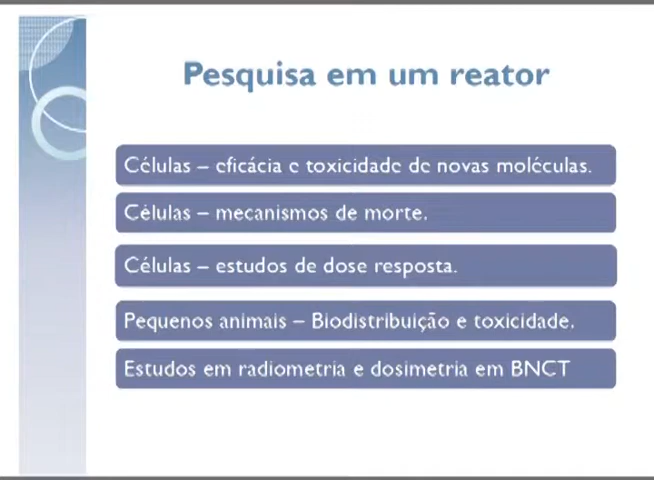 Pesquisa em um reator
Células – eficácia e toxicidade de novas moléculas.
Células – mecanismos de morte.
Células – estudos de dose resposta.
Pequenos animais – Biodistribuição e toxicidade.
Estudos em radiometria e dosimetria em BNCT